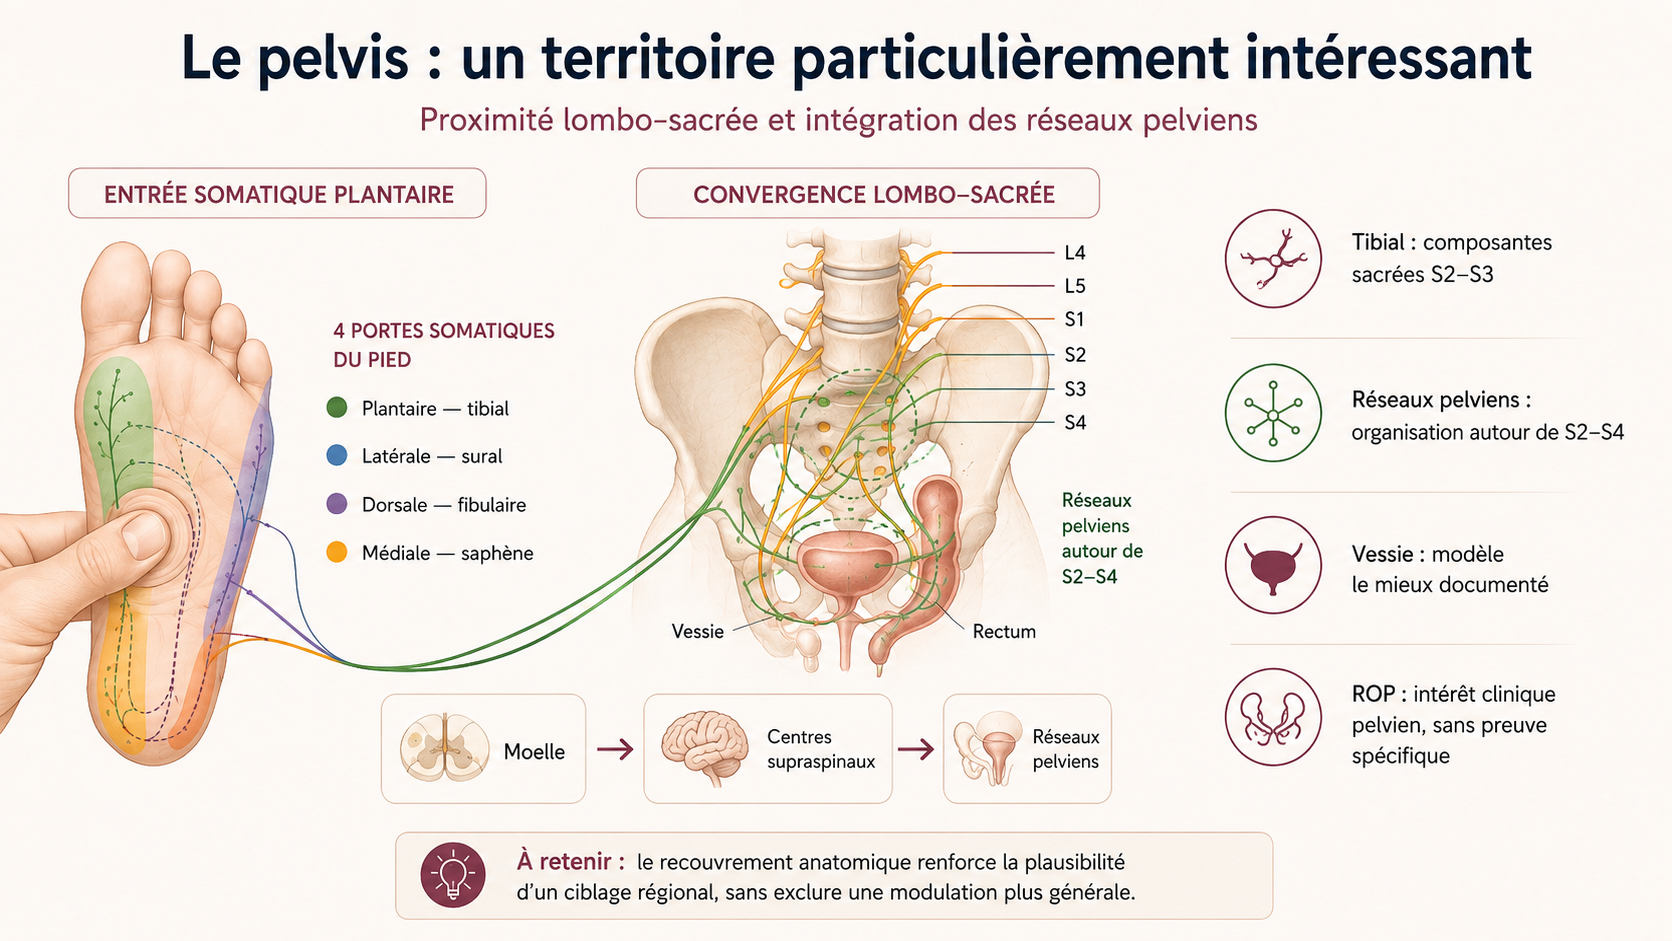 Le pelvis : un territoire particulièrement intéressant
Proximité lombo-sacrée et intégration des réseaux pelviens
ENTRÉE SOMATIQUE PLANTAIRE
4 PORTES SOMATIQUES
DU PIED
Plantaire — tibial
Latérale — sural
Dorsale — fibulaire
Médiale — saphène
CONVERGENCE LOMBO-SACRÉE
L4
L5
S1
S2
S3
S4
Réseaux
pelviens
autour de
S2–S4
Vessie
Rectum
Moelle
Centres
supraspinaux
Réseaux
pelviens
Tibial : composantes
sacrées S2–S3
Réseaux pelviens :
organisation autour de S2–S4
Vessie : modèle
le mieux documenté
ROP : intérêt clinique
pelvien, sans preuve
spécifique
À retenir : le recouvrement anatomique renforce la plausibilité
d'un ciblage régional, sans exclure une modulation plus générale.